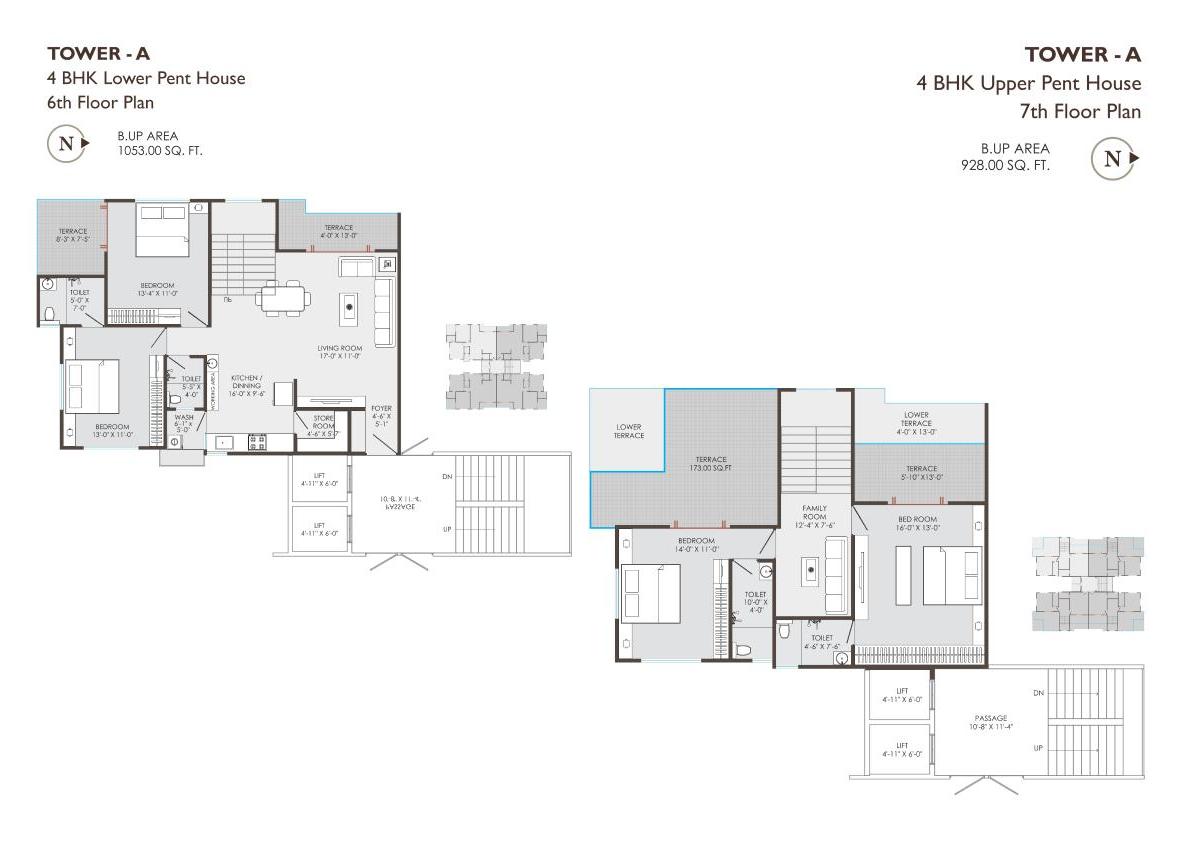 TOWER - A
4 BHK Lower Pent House
6th Floor Plan
N
B.UP AREA
1053.00 SQ. FT.
TERRACE
8'-3" X 7'-5"
BEDROOM
13'-4" X 11'-0"
TERRACE
4'-0" X 13'-0"
TOILET
5'-0" X
7'-0"
UP
LIVING ROOM
17'-0" X 11'-0"
BEDROOM
13'-0" X 11'-0"
TOILET
5'-5" X
4'-0"
WORKING AREA
KITCHEN /
DINNING
16'-0" X 9'-6"
WASH
6'-1" X
5'-0"
STORE
ROOM
4'-6" X 5'-7"
FOYER
4'-6" X
5'-1"
LIFT
4'-11" X 6'-0"
LIFT
4'-11" X 6'-0"
PASSAGE
10'-8" X 11'-4"
DN
UP
TOWER - A
4 BHK Upper Pent House
7th Floor Plan
B.UP AREA
928.00 SQ. FT.
N
LOWER
TERRACE
TERRACE
173.00 SQ.FT
LOWER
TERRACE
4'-0" X 13'-0"
TERRACE
5'-10" X13'-0"
FAMILY
ROOM
12'-4" X 7'-6"
BED ROOM
16'-0" X 13'-0"
BEDROOM
14'-0" X 11'-0"
TOILET
10'-0" X
4'-0"
TOILET
4'-6" X 7'-6"
LIFT
4'-11" X 6'-0"
LIFT
4'-11" X 6'-0"
PASSAGE
10'-8" X 11'-4"
DN
UP